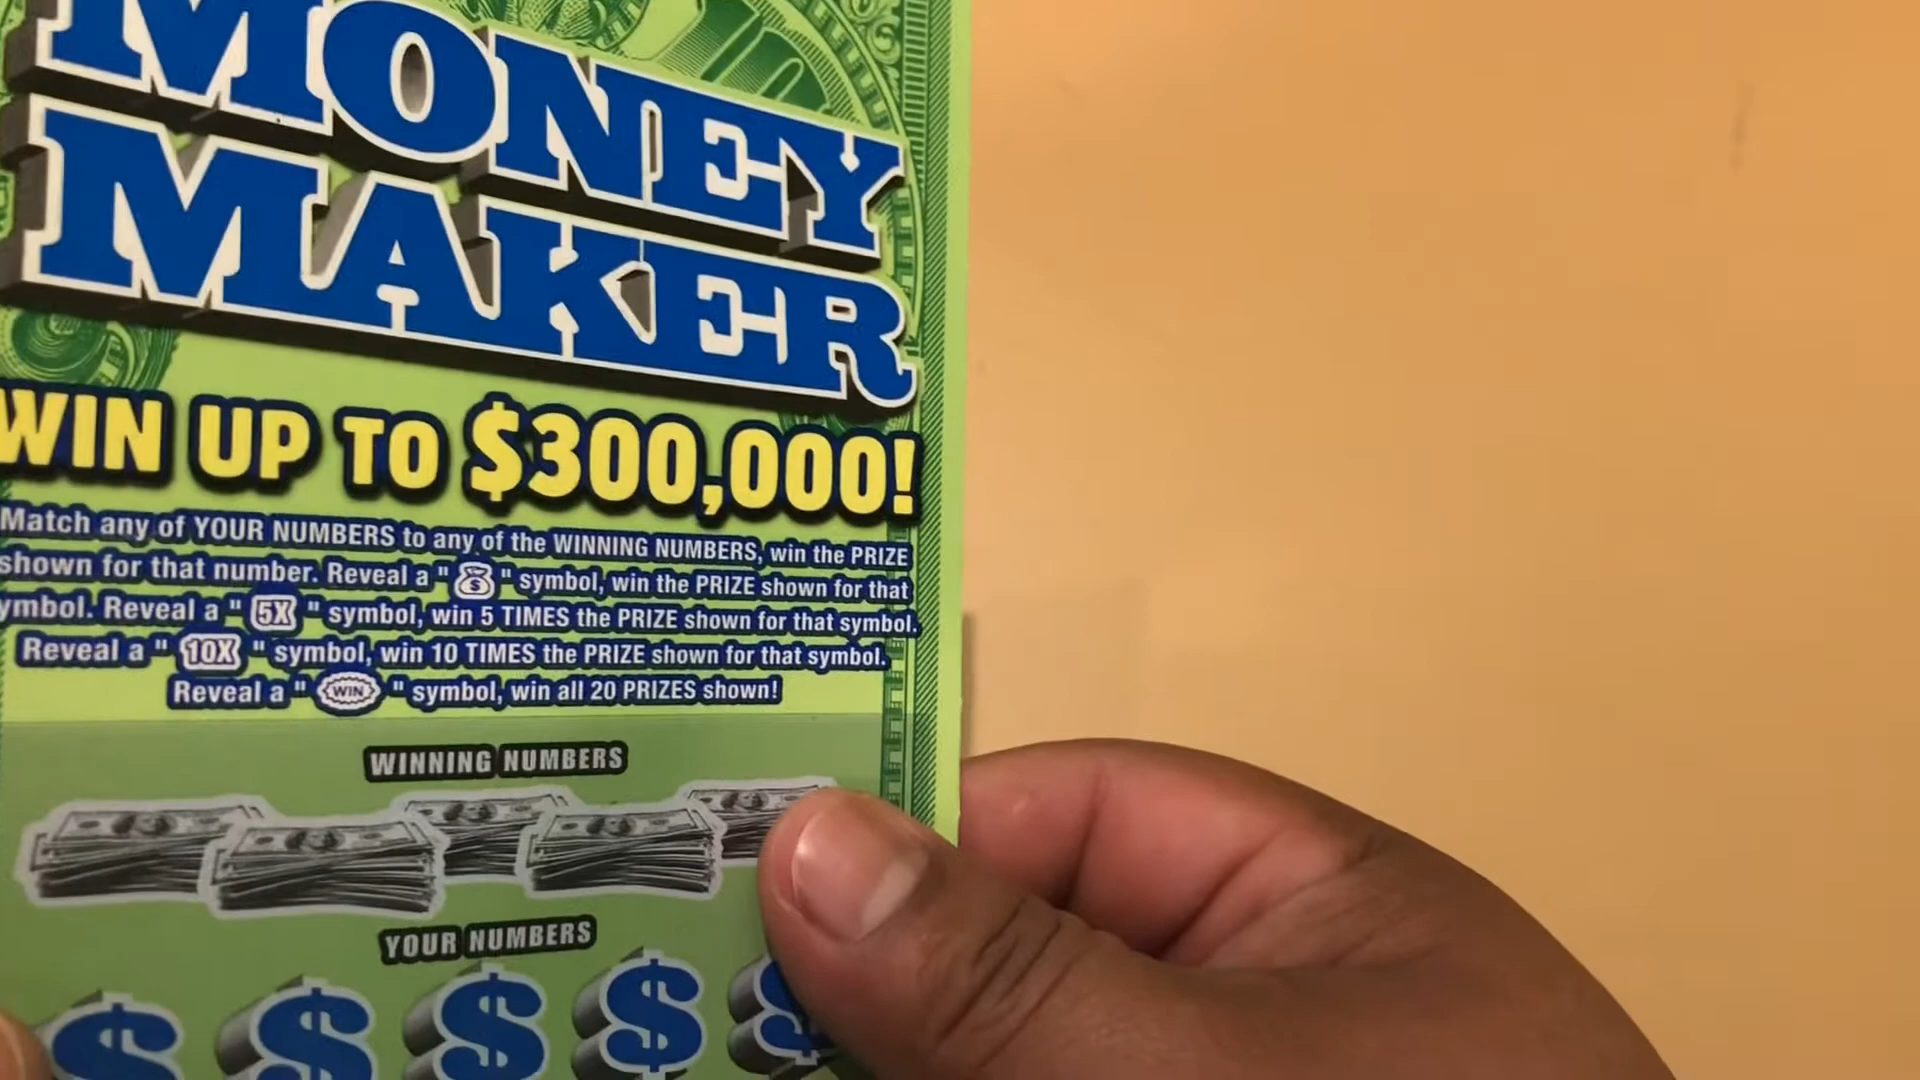 MONEY
MAKER
WIN UP TO $300,000!
Match any of YOUR NUMBERS to any of the WINNING NUMBERS, win the PRIZE
shown for that number. Reveal a " $ " symbol, win the PRIZE shown for that
ymbol. Reveal a " 5X " symbol, win 5 TIMES the PRIZE shown for that symbol.
Reveal a " 10X " symbol, win 10 TIMES the PRIZE shown for that symbol.
Reveal a " WIN " symbol, win all 20 PRIZES shown!
WINNING NUMBERS
YOUR NUMBERS
$ $ $ $ $